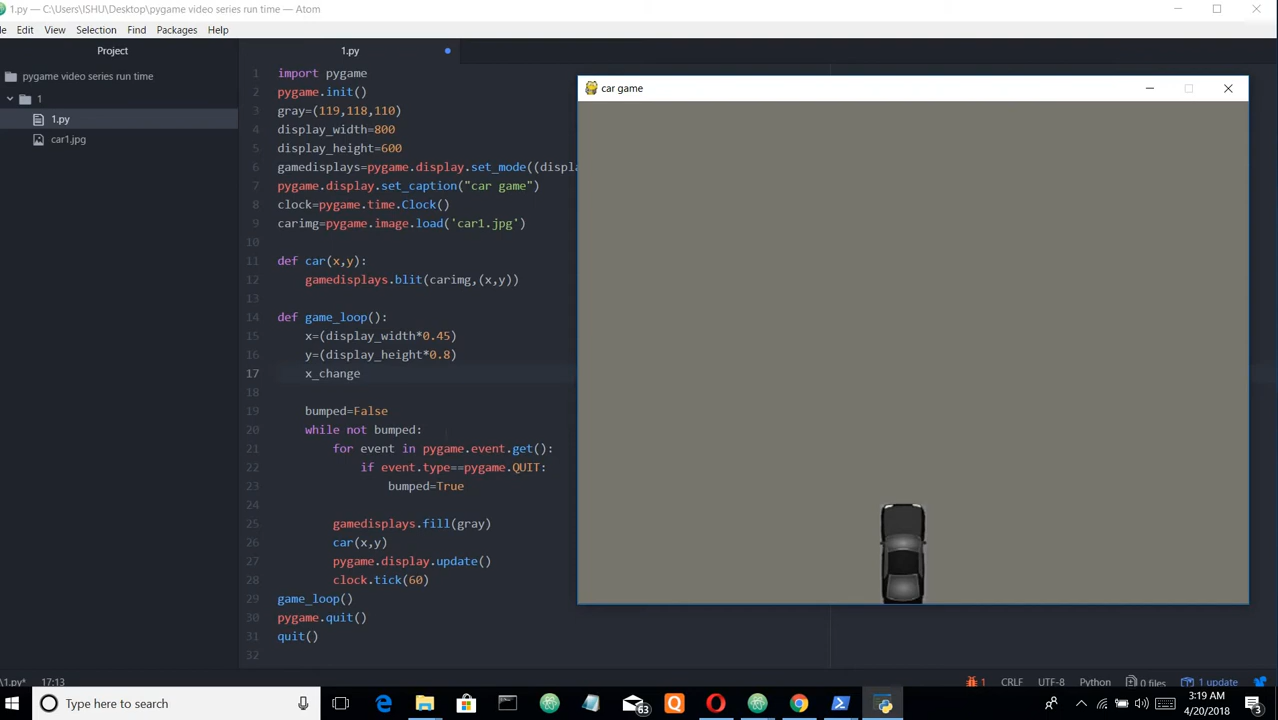 1.py — C:\Users\ISHU\Desktop\pygame video series run time — Atom
Edit View Selection Find Packages Help
Project
1.py
pygame video series run time
1
1.py
car1.jpg
1 import pygame
2 pygame.init()
3 gray=(119,118,110)
4 display_width=800
5 display_height=600
6 gamedisplays=pygame.display.set_mode((displ
7 pygame.display.set_caption("car game")
8 clock=pygame.time.Clock()
9 carimg=pygame.image.load('car1.jpg')
10
11 def car(x,y):
12 gamedisplays.blit(carimg,(x,y))
13
14 def game_loop():
15 x=(display_width*0.45)
16 y=(display_height*0.8)
17 x_change
18
19 bumped=False
20 while not bumped:
21 for event in pygame.event.get():
22 if event.type==pygame.QUIT:
23 bumped=True
24
25 gamedisplays.fill(gray)
26 car(x,y)
27 pygame.display.update()
28 clock.tick(60)
29 game_loop()
30 pygame.quit()
31 quit()
32
car game
\1.py* 17:13 1 CRLF UTF-8 Python 0 files 1 update
Type here to search
63
3:19 AM
4/20/2018
3